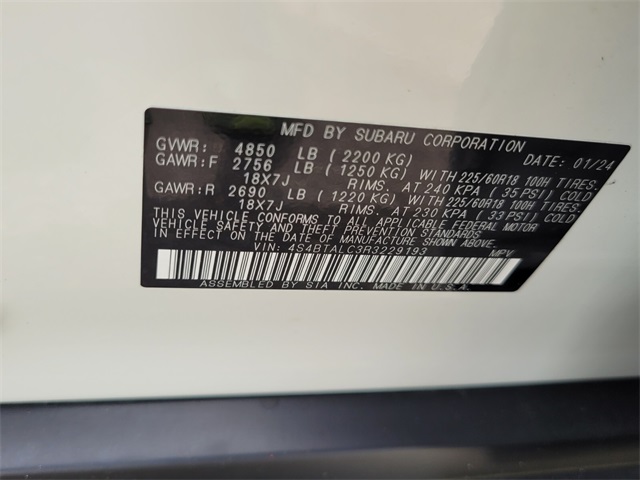 MFD BY SUBARU CORPORATION
GVWR: 4850 LB (2200 KG) DATE: 01/24
GAWR:F 2756 LB (1250 KG) WITH 225/60R18 100H TIRES.
18X7J RIMS. AT 240 KPA (35 PSI) COLD
GAWR:R 2690 LB (1220 KG) WITH 225/60R18 100H TIRES.
18X7J RIMS. AT 230 KPA (33 PSI) COLD
THIS VEHICLE CONFORMS TO ALL APPLICABLE FEDERAL MOTOR
VEHICLE SAFETY AND THEFT PREVENTION STANDARDS
IN EFFECT ON THE DATE OF MANUFACTURE SHOWN ABOVE.
VIN: 4S4BTALC3R3229193 MPV
ASSEMBLED BY SIA INC. MADE IN U.S.A.